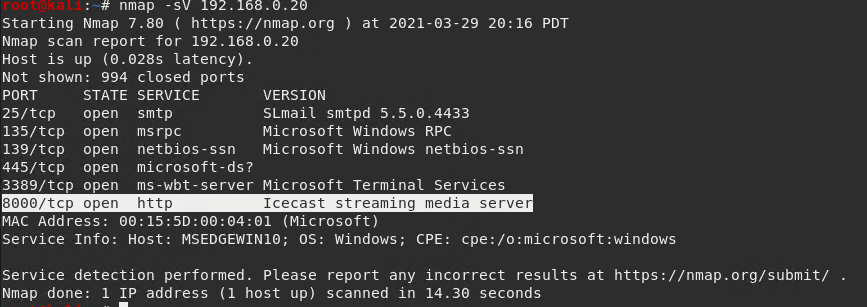 root@kali:~# nmap -sV 192.168.0.20
Starting Nmap 7.80 ( https://nmap.org ) at 2021-03-29 20:16 PDT
Nmap scan report for 192.168.0.20
Host is up (0.028s latency).
Not shown: 994 closed ports
PORT     STATE SERVICE       VERSION
25/tcp   open  smtp          SLmail smtpd 5.5.0.4433
135/tcp  open  msrpc         Microsoft Windows RPC
139/tcp  open  netbios-ssn   Microsoft Windows netbios-ssn
445/tcp  open  microsoft-ds?
3389/tcp open  ms-wbt-server Microsoft Terminal Services
8000/tcp open  http          Icecast streaming media server
MAC Address: 00:15:5D:00:04:01 (Microsoft)
Service Info: Host: MSEDGEWIN10; OS: Windows; CPE: cpe:/o:microsoft:windows
Service detection performed. Please report any incorrect results at https://nmap.org/submit/ .
Nmap done: 1 IP address (1 host up) scanned in 14.30 seconds